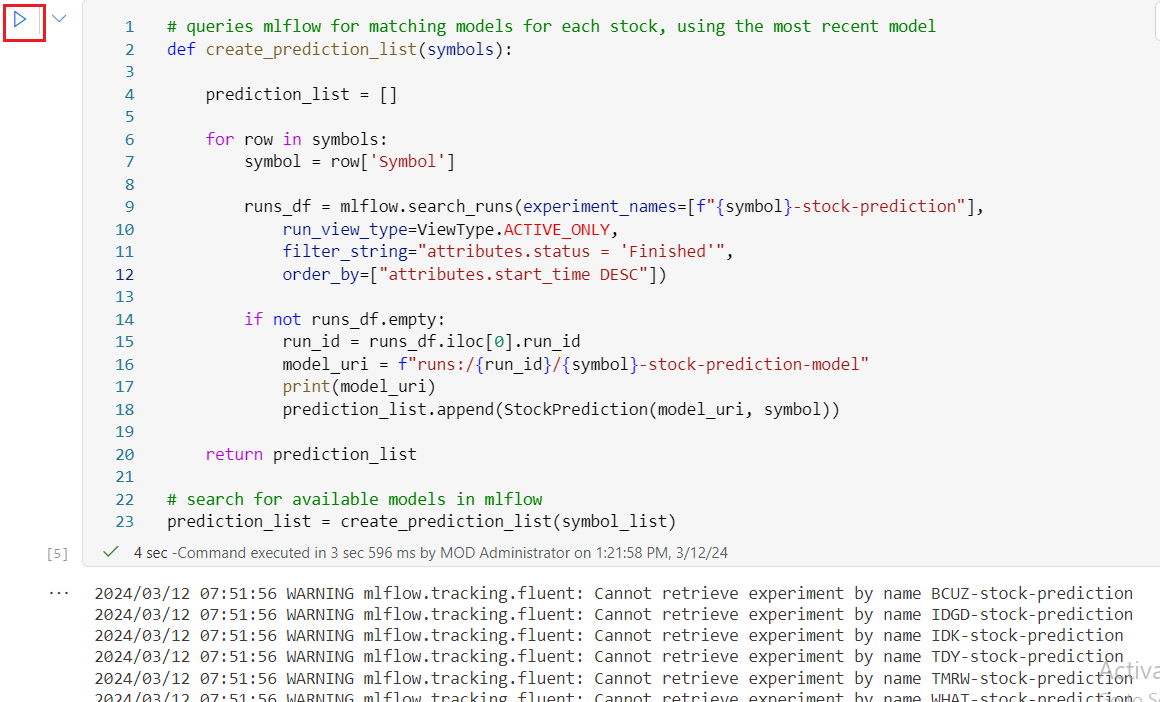 1 # queries mlflow for matching models for each stock, using the most recent model
2 def create_prediction_list(symbols):
3
4 prediction_list = []
5
6 for row in symbols:
7 symbol = row['Symbol']
8
9 runs_df = mlflow.search_runs(experiment_names=[f"{symbol}-stock-prediction"],
10 run_view_type=ViewType.ACTIVE_ONLY,
11 filter_string="attributes.status = 'Finished'",
12 order_by=["attributes.start_time DESC"])
13
14 if not runs_df.empty:
15 run_id = runs_df.iloc[0].run_id
16 model_uri = f"runs:/{run_id}/{symbol}-stock-prediction-model"
17 print(model_uri)
18 prediction_list.append(StockPrediction(model_uri, symbol))
19
20 return prediction_list
21
22 # search for available models in mlflow
23 prediction_list = create_prediction_list(symbol_list)
[5] 4 sec -Command executed in 3 sec 596 ms by MOD Administrator on 1:21:58 PM, 3/12/24
2024/03/12 07:51:56 WARNING mlflow.tracking.fluent: Cannot retrieve experiment by name BCUZ-stock-prediction
2024/03/12 07:51:56 WARNING mlflow.tracking.fluent: Cannot retrieve experiment by name IDGD-stock-prediction
2024/03/12 07:51:56 WARNING mlflow.tracking.fluent: Cannot retrieve experiment by name IDK-stock-prediction
2024/03/12 07:51:56 WARNING mlflow.tracking.fluent: Cannot retrieve experiment by name TDY-stock-prediction
Activa
2024/03/12 07:51:56 WARNING mlflow.tracking.fluent: Cannot retrieve experiment by name TMRW-stock-prediction
2024/03/12 07:51:56 WARNING mlflow.tracking.fluent: Cannot retrieve experiment by name WHAT-stock-prediction